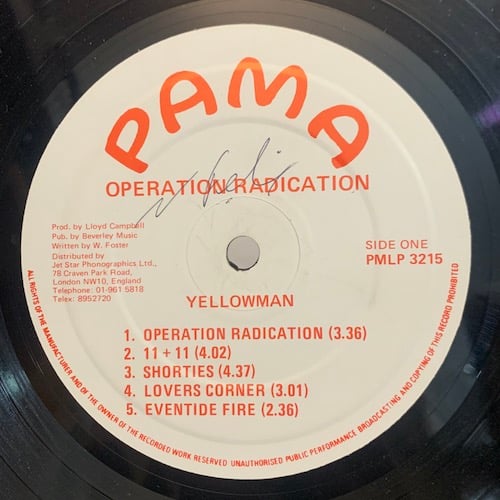 PAMA
OPERATION RADICATION
Prod. by Lloyd Campbell
Pub. by Beverley Music
Written by W. Foster
Distributed by
Jet Star Phonographics Ltd.,
78 Craven Park Road,
London NW10, England
Telephone: 01-961 5818
Telex: 8952720
SIDE ONE
PMLP 3215
YELLOWMAN
1. OPERATION RADICATION (3.36)
2. 11 + 11 (4.02)
3. SHORTIES (4.37)
4. LOVERS CORNER (3.01)
5. EVENTIDE FIRE (2.36)
ALL RIGHTS OF THE MANUFACTURER AND OF THE OWNER OF THE RECORDED WORK RESERVED UNAUTHORISED PUBLIC PERFORMANCE BROADCASTING AND COPYING OF THIS RECORD PROHIBITED